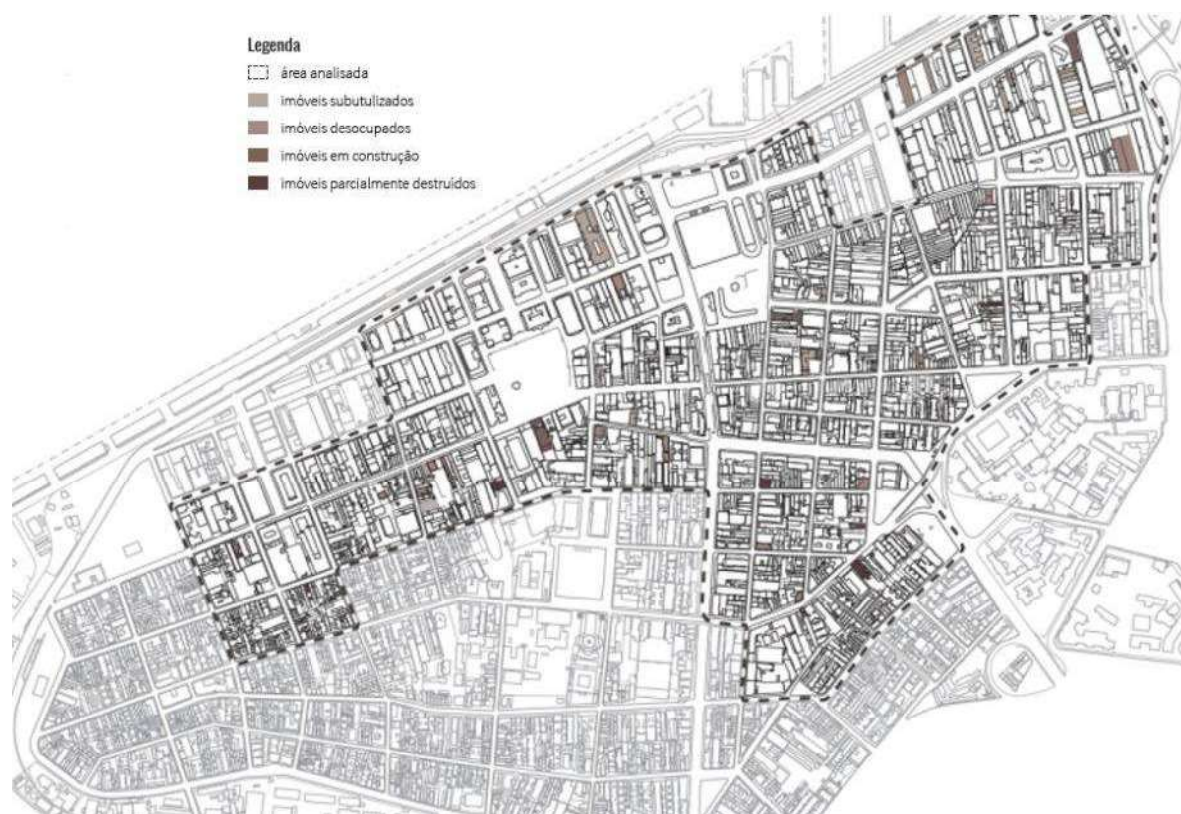 Legenda
área analisada
imóveis subutulizados
imóveis desocupados
imóveis em construção
imóveis parcialmente destruídos